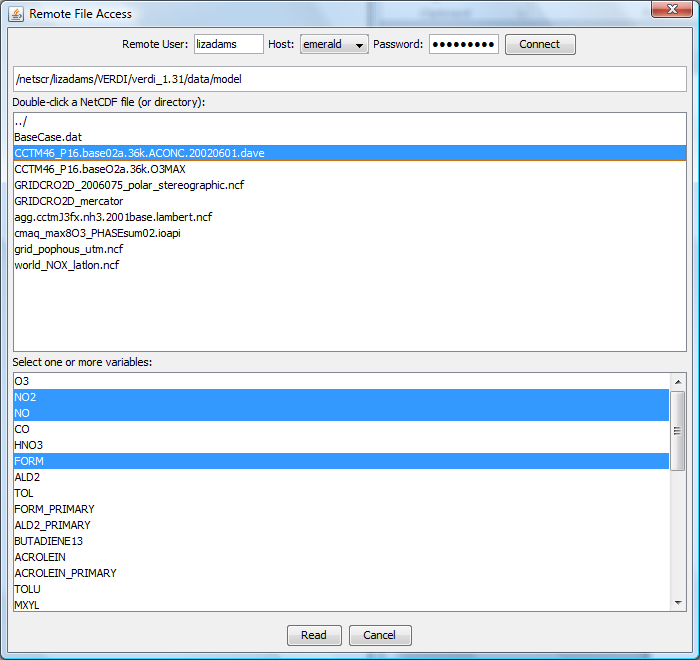 Remote File Access
Remote User: lizadams Host: emerald Password: ●●●●●●●●● Connect
/netscr/lizadams/VERDI/verdi_1.31/data/model
Double-click a NetCDF file (or directory):
../
BaseCase.dat
CCTM46_P16.base02a.36k.ACONC.20020601.dave
CCTM46_P16.baseO2a.36k.O3MAX
GRIDCRO2D_2006075_polar_stereographic.ncf
GRIDCRO2D_mercator
agg.cctmJ3fx.nh3.2001base.lambert.ncf
cmaq_max8O3_PHASEsum02.ioapi
grid_pophous_utm.ncf
world_NOX_latlon.ncf
Select one or more variables:
O3
NO2
NO
CO
HNO3
FORM
ALD2
TOL
FORM_PRIMARY
ALD2_PRIMARY
BUTADIENE13
ACROLEIN
ACROLEIN_PRIMARY
TOLU
MXYL
Read Cancel